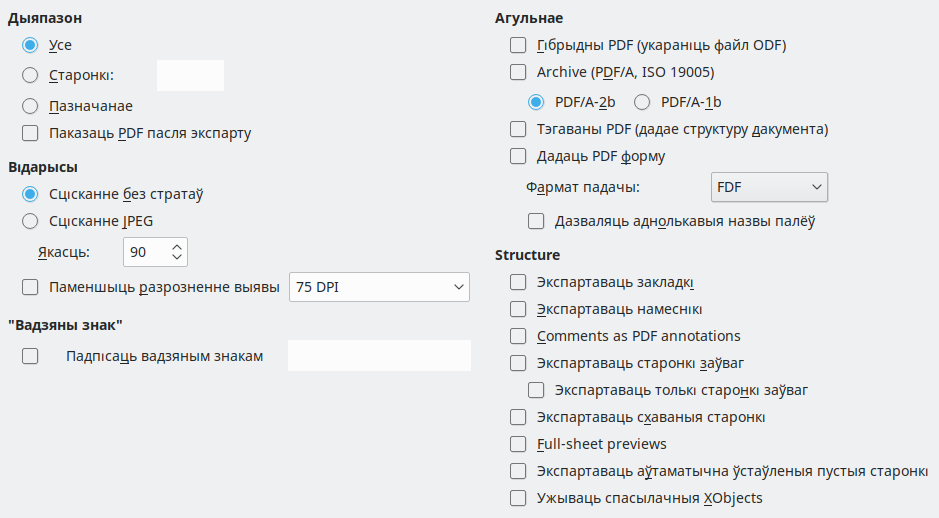 Дыяпазон
Усе
Старонкі:
Пазначанае
Паказаць PDF пасля экспарту
Відарысы
Сцісканне без стратаў
Сцісканне JPEG
Якасць:
90
Паменшыць разрозненне выявы
75 DPI
"Вадзяны знак"
Падпісаць вадзяным знакам
Агульнае
Гібрыдны PDF (укараніць файл ODF)
Archive (PDF/A, ISO 19005)
PDF/A-2b
PDF/A-1b
Тэгаваны PDF (дадае структуру дакумента)
Дадаць PDF форму
Фармат падачы:
FDF
Дазваляць аднолькавыя назвы палёў
Structure
Экспартаваць закладкі
Экспартаваць намеснікі
Comments as PDF annotations
Экспартаваць старонкі заўваг
Экспартаваць толькі старонкі заўваг
Экспартаваць схаваныя старонкі
Full-sheet previews
Экспартаваць аўтаматычна ўстаўленыя пустыя старонкі
Ужываць спасылачныя XObjects